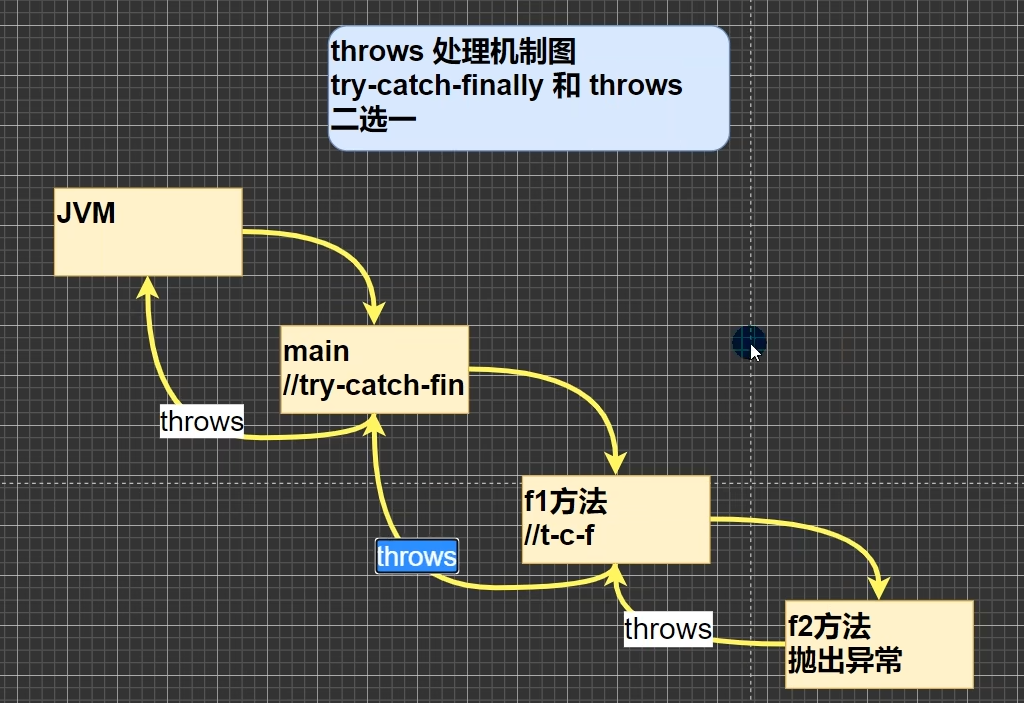 throws 处理机制图
try-catch-finally 和 throws
二选一
JVM
main
//try-catch-fin
throws
f1方法
//t-c-f
throws
throws
f2方法
抛出异常